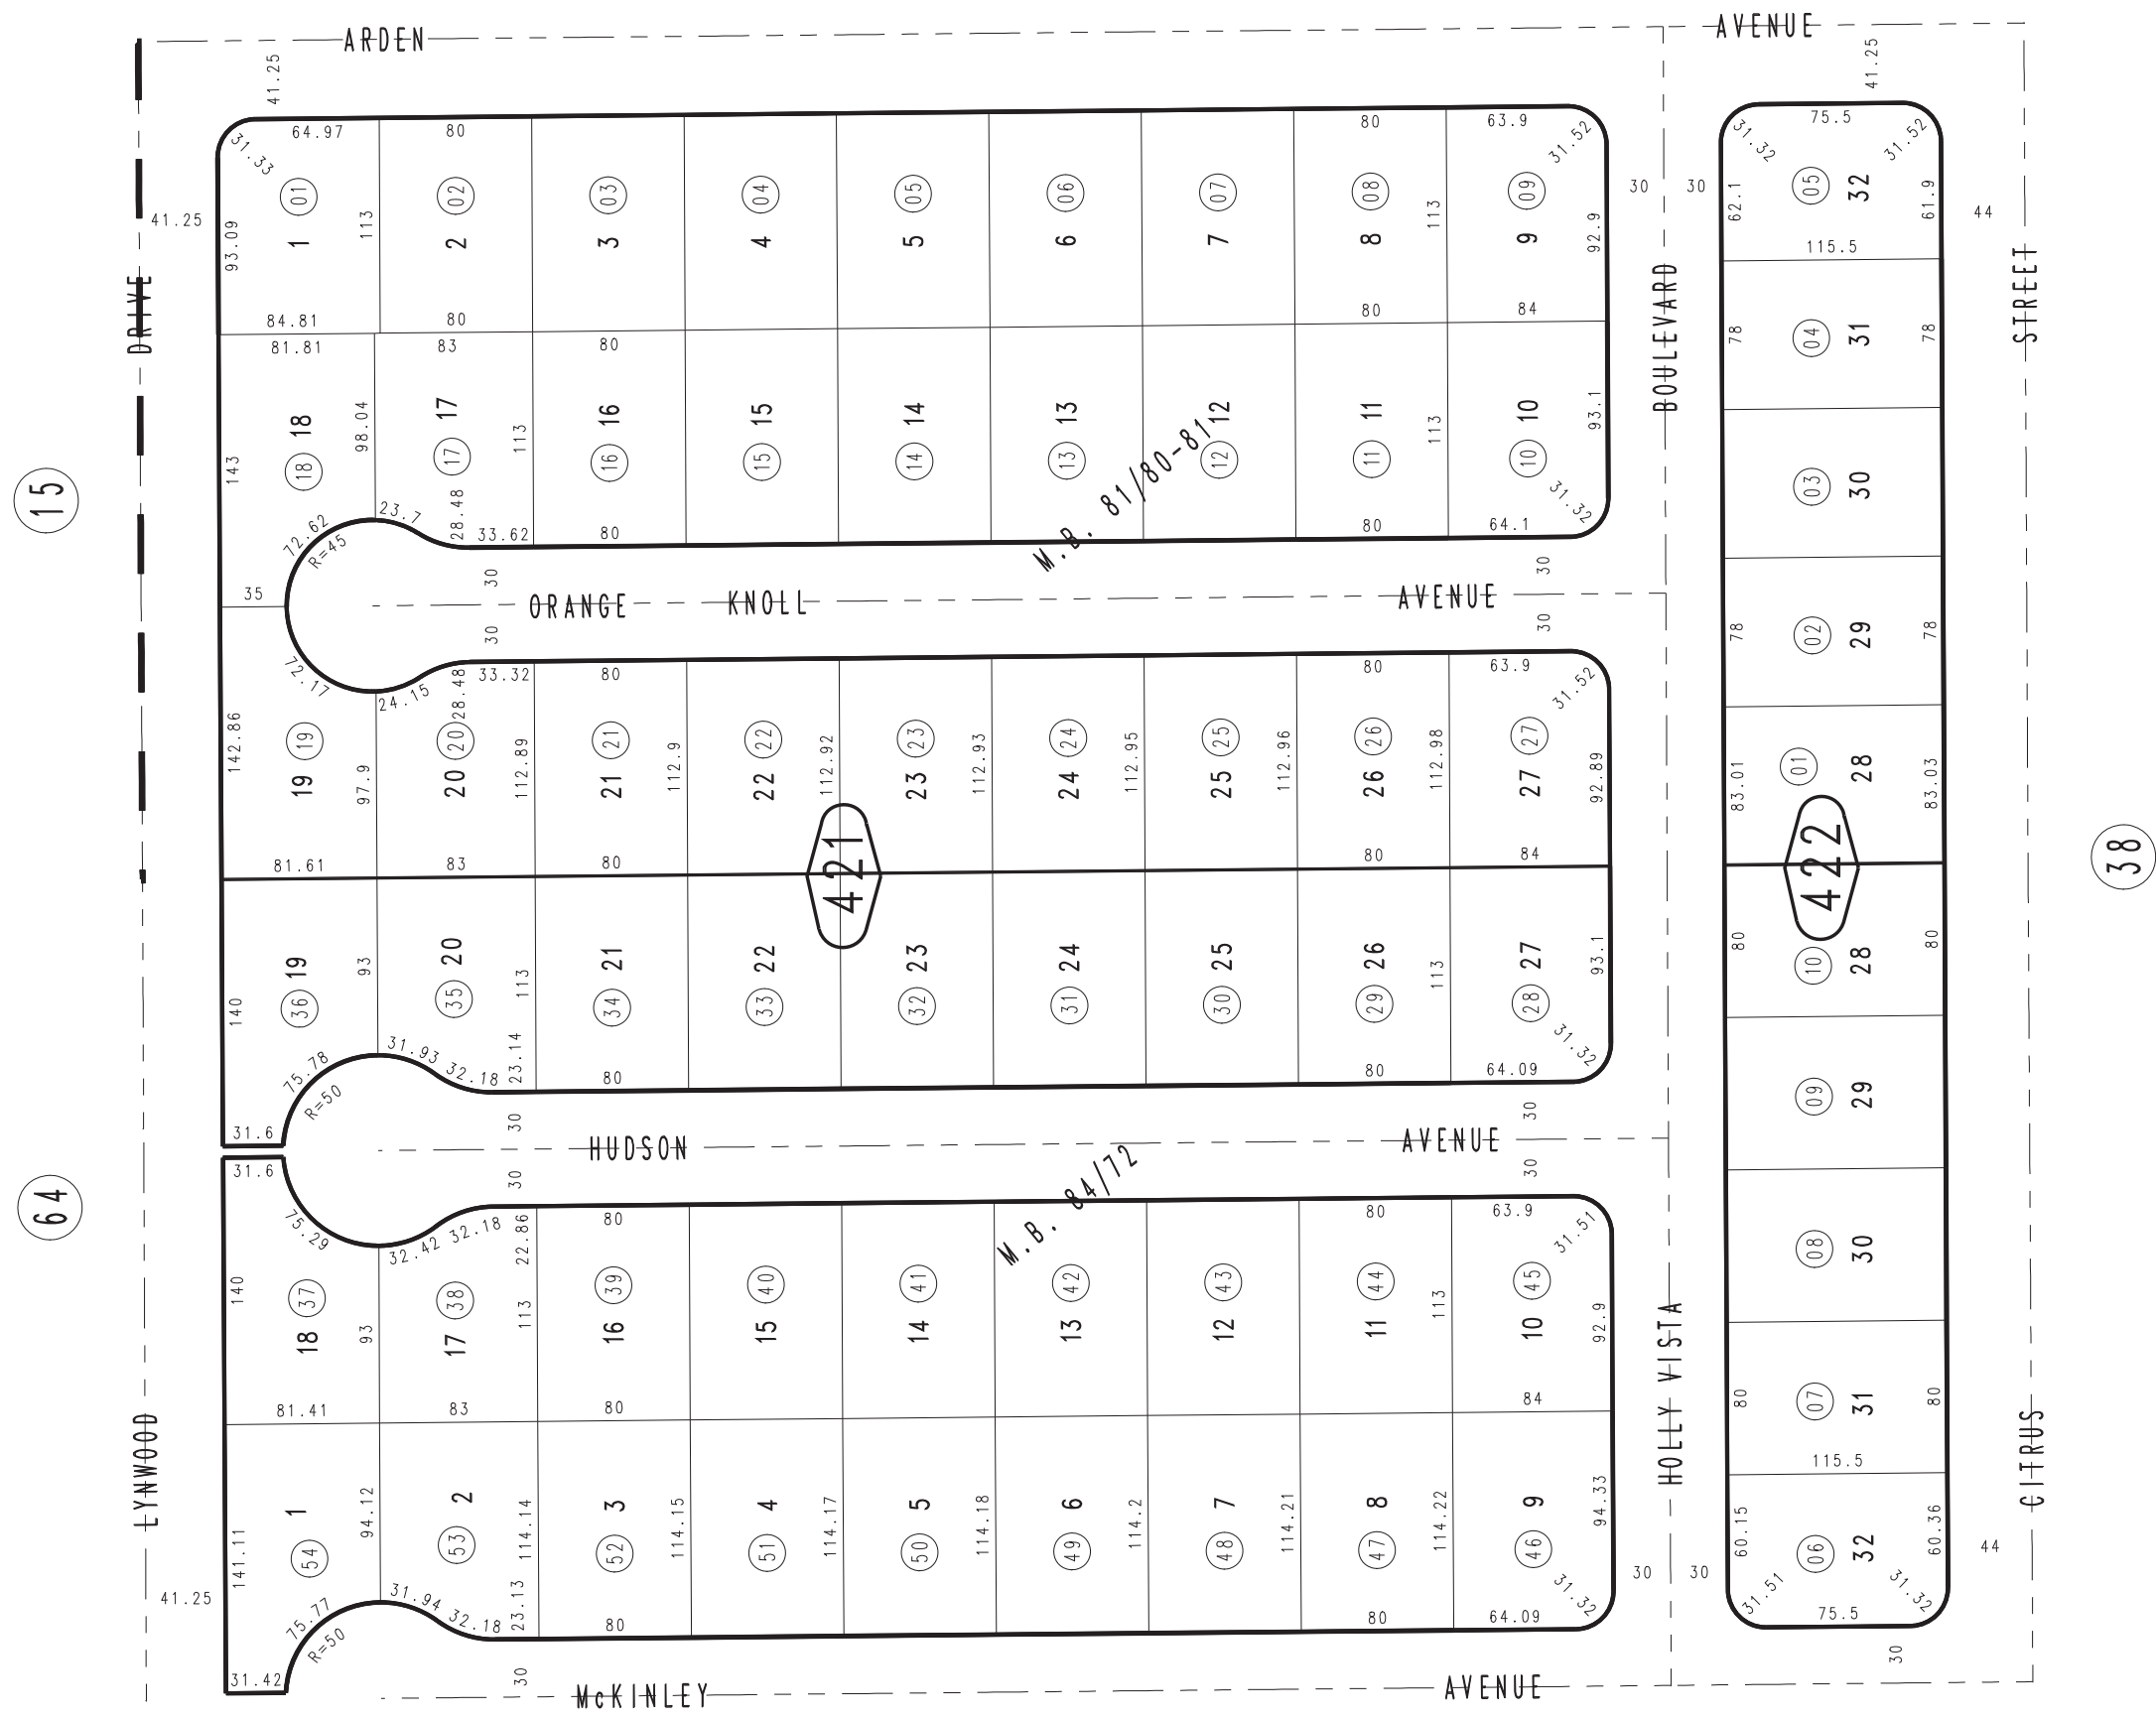 ARDEN AVENUE
41.25 41.25
64.97 80 80 63.9 75.5
31.33 31.52 31.32 31.52
01 02 03 04 05 06 07 08 09 05
1 2 3 4 5 6 7 8 9 32
41.25 93.09 113 113 92.9 30 30 62.1 61.9 44
115.5
84.81 80 80 84
DRIVE BOULEVARD STREET
81.81 83 80
78 04 31 78
18 17 16 15 14 13 12 11 10
143 98.04 113 113 93.1
18 17 16 15 14 13 12 11 10
15
03 30
M.B. 81/80-81
72.62 R=45 23.7 28.48 33.62 80 80 64.1 31.32
35 30 30
ORANGE KNOLL AVENUE
30 30
78 02 29 78
72.17 24.15 28.48 33.32 80 80 63.9 31.52
19 20 21 22 23 24 25 26 27
142.86 97.9 112.89 112.9 112.92 112.93 112.95 112.96 112.98 92.89
19 20 21 22 23 24 25 26 27
83.01 01 28 83.03
81.61 83 80 80 84
421 422
38
19 20 21 22 23 24 25 26 27
140 93 113 113 93.1
36 35 34 33 32 31 30 29 28
80 10 28 80
75.78 R=50 31.93 32.18 23.14 80 80 64.09 31.32
09 29
31.6 30 30
HUDSON AVENUE
31.6 30 30
M.B. 84/72
64
75.29 32.42 32.18 22.86 80 80 63.9 31.51
08 30
37 38 39 40 41 42 43 44 45
140 93 113 113 92.9
18 17 16 15 14 13 12 11 10
81.41 83 80 84
80 07 31 80
115.5
LYNWOOD HOLLY VISTA CITRUS
1 2 3 4 5 6 7 8 9
141.11 94.12 114.14 114.15 114.17 114.18 114.2 114.21 114.22 94.33
54 53 52 51 50 49 48 47 46
60.15 06 32 60.36
41.25 30 30 44
75.77 R=50 31.94 32.18 23.13 80 80 64.09 31.32
31.51 75.5 31.32
31.42 30 30
McKINLEY AVENUE